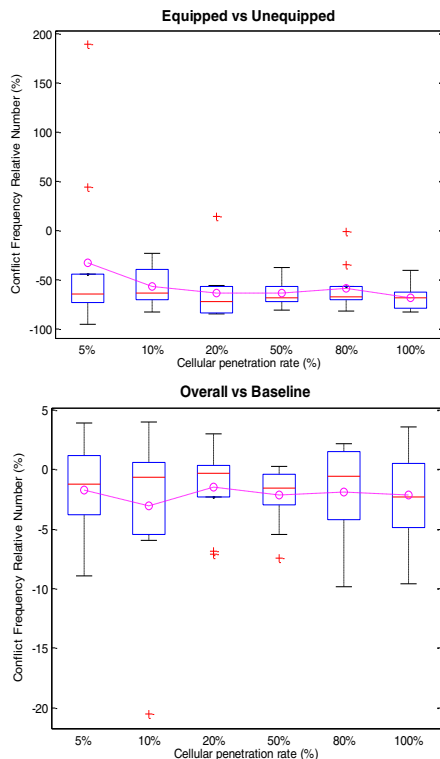 Equipped vs Unequipped
Conflict Frequency Relative Number (%)
200
150
100
50
0
-50
-100
5% 10% 20% 50% 80% 100%
Cellular penetration rate (%)
Overall vs Baseline
Conflict Frequency Relative Number (%)
5
0
-5
-10
-15
-20
5% 10% 20% 50% 80% 100%
Cellular penetration rate (%)